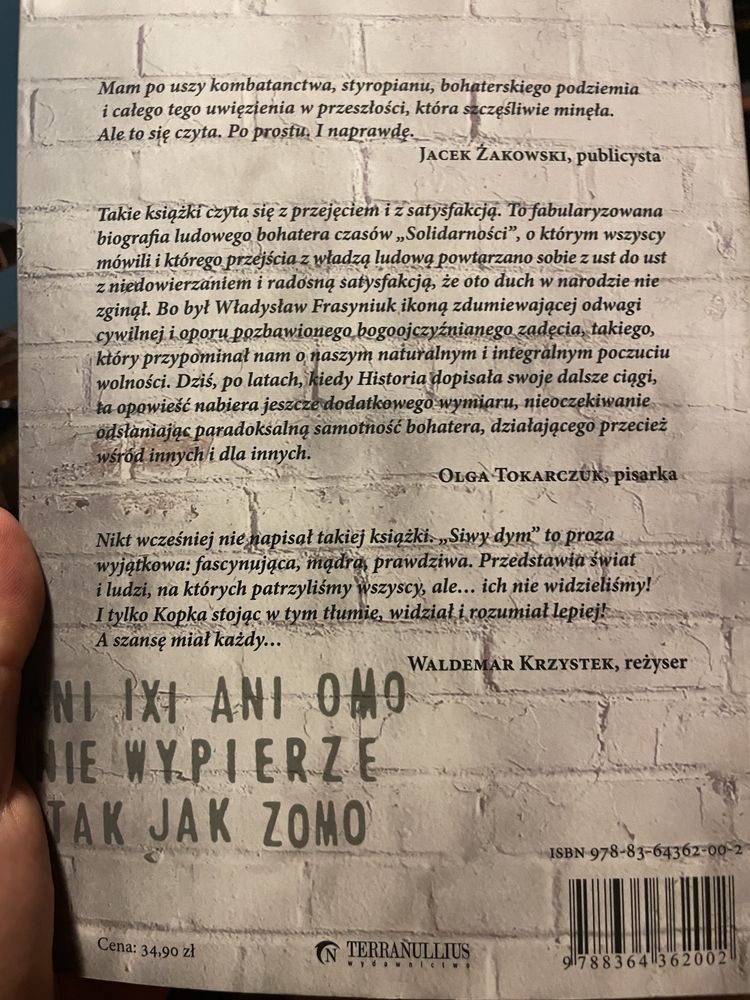 Mam po uszy kombatanctwa, styropianu, bohaterskiego podziemia
i całego tego uwięzienia w przeszłości, która szczęśliwie minęła.
Ale to się czyta. Po prostu. I naprawdę.
Jacek Żakowski, publicysta
Takie książki czyta się z przejęciem i z satysfakcją. To fabularyzowana
biografia ludowego bohatera czasów „Solidarności”, o którym wszyscy
mówili i którego przejścia z władzą ludową powtarzano sobie z ust do ust
z niedowierzaniem i radosną satysfakcją, że oto duch w narodzie nie
zginął. Bo był Władysław Frasyniuk ikoną zdumiewającej odwagi
cywilnej i oporu pozbawionego bogoojczyźnianego zadęcia, takiego,
który przypominał nam o naszym naturalnym i integralnym poczuciu
wolności. Dziś, po latach, kiedy Historia dopisała swoje dalsze ciągi,
ta opowieść nabiera jeszcze dodatkowego wymiaru, nieoczekiwanie
odsłaniając paradoksalną samotność bohatera, działającego przecież
wśród innych i dla innych.
Olga Tokarczuk, pisarka
Nikt wcześniej nie napisał takiej książki. „Siwy dym” to proza
wyjątkowa: fascynująca, mądra, prawdziwa. Przedstawia świat
i ludzi, na których patrzyliśmy wszyscy, ale… ich nie widzieliśmy!
I tylko Kopka stojąc w tym tłumie, widział i rozumiał lepiej!
A szansę miał każdy…
Waldemar Krzystek, reżyser
ANI IXI ANI OMO
NIE WYPIERZE
TAK JAK ZOMO
ISBN 978-83-64362-00-2
Cena: 34,90 zł
TERRANULLIUS
wydawnictwo
9 788364 362002